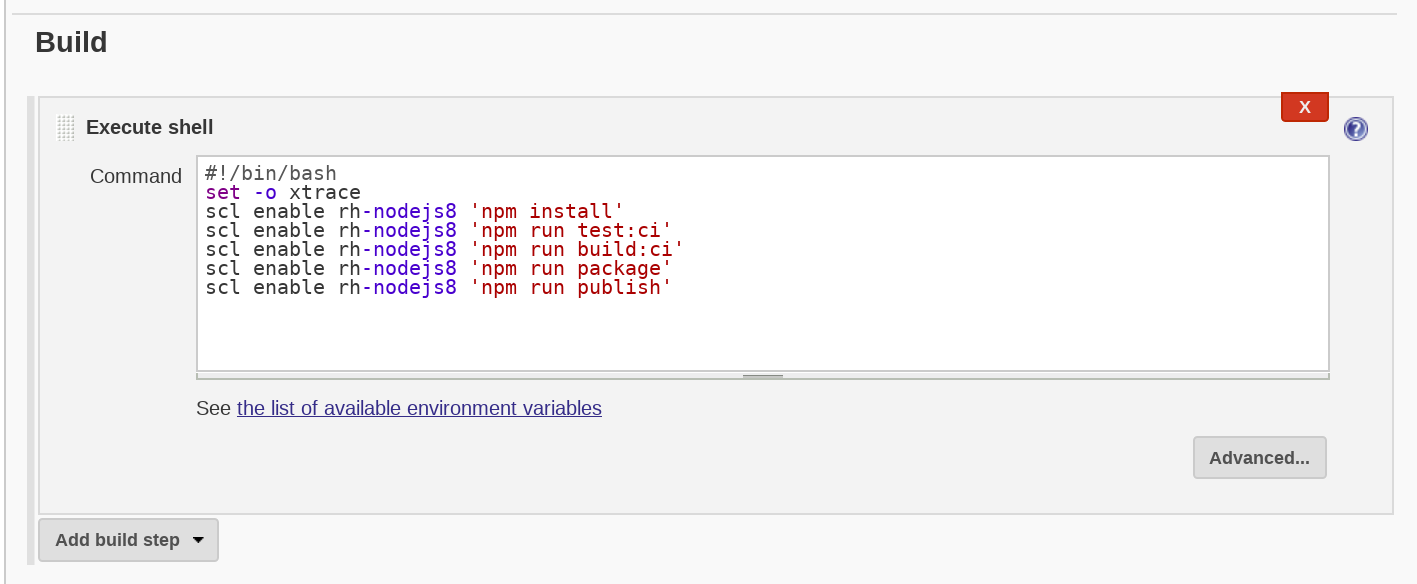 Build
X
Execute shell
?
Command
#!/bin/bash
set -o xtrace
scl enable rh-nodejs8 'npm install'
scl enable rh-nodejs8 'npm run test:ci'
scl enable rh-nodejs8 'npm run build:ci'
scl enable rh-nodejs8 'npm run package'
scl enable rh-nodejs8 'npm run publish'
See the list of available environment variables
Advanced...
Add build step